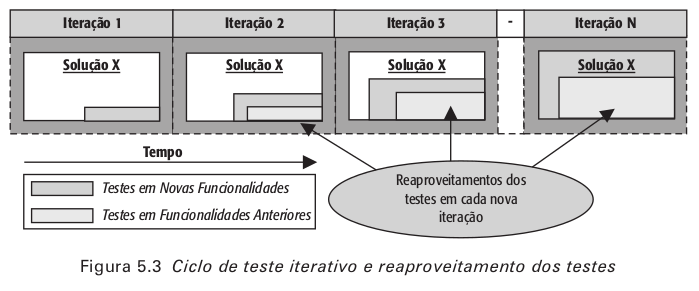 Iteração 1
Iteração 2
Iteração 3
-
Iteração N
Solução X
Solução X
Solução X
Solução X
Tempo
Testes em Novas Funcionalidades
Testes em Funcionalidades Anteriores
Reaproveitamentos dos
testes em cada nova
iteração
Figura 5.3 Ciclo de teste iterativo e reaproveitamento dos testes